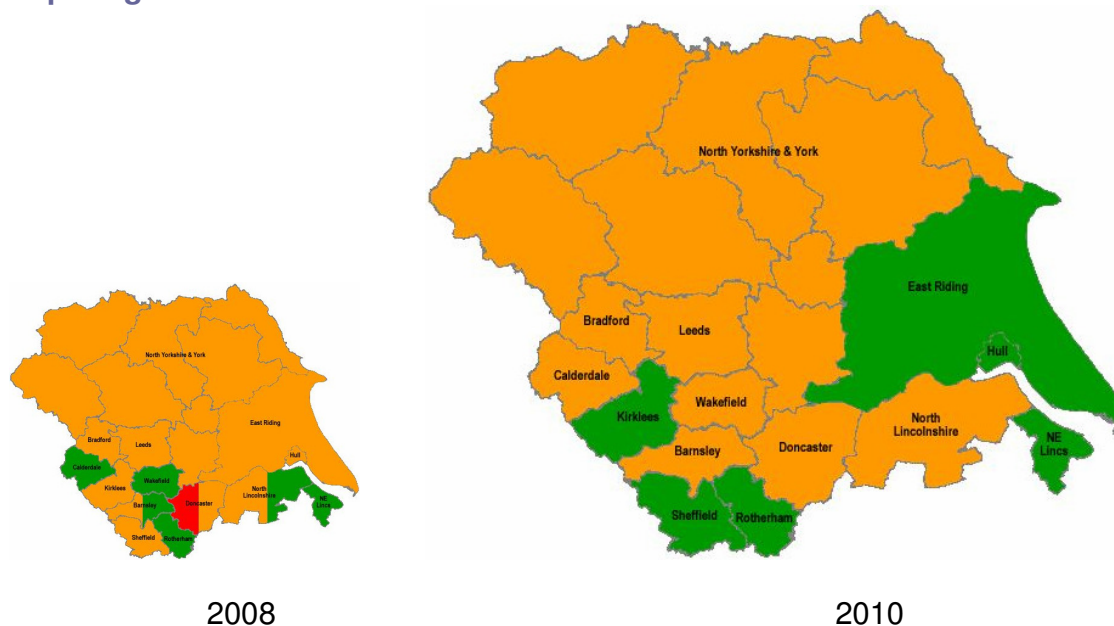 North Yorkshire & York
East Riding
Bradford
Leeds
Hull
Calderdale
Wakefield
Kirklees
North
Lincolnshire
Barnsley
Doncaster
NE
Lincs
Sheffield
Rotherham
2008
North Yorkshire & York
East Riding
Bradford
Leeds
Hull
Calderdale
Wakefield
Kirklees
North
Lincolnshire
Barnsley
Doncaster
NE
Lincs
Sheffield
Rotherham
2010